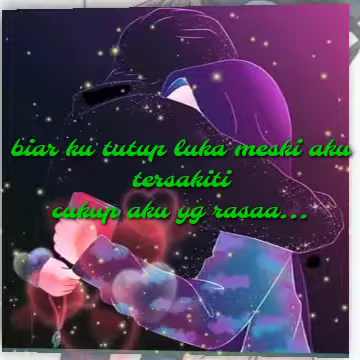 biar ku tutup luka meski aku
tersakiti
cukup aku yg rasaa...